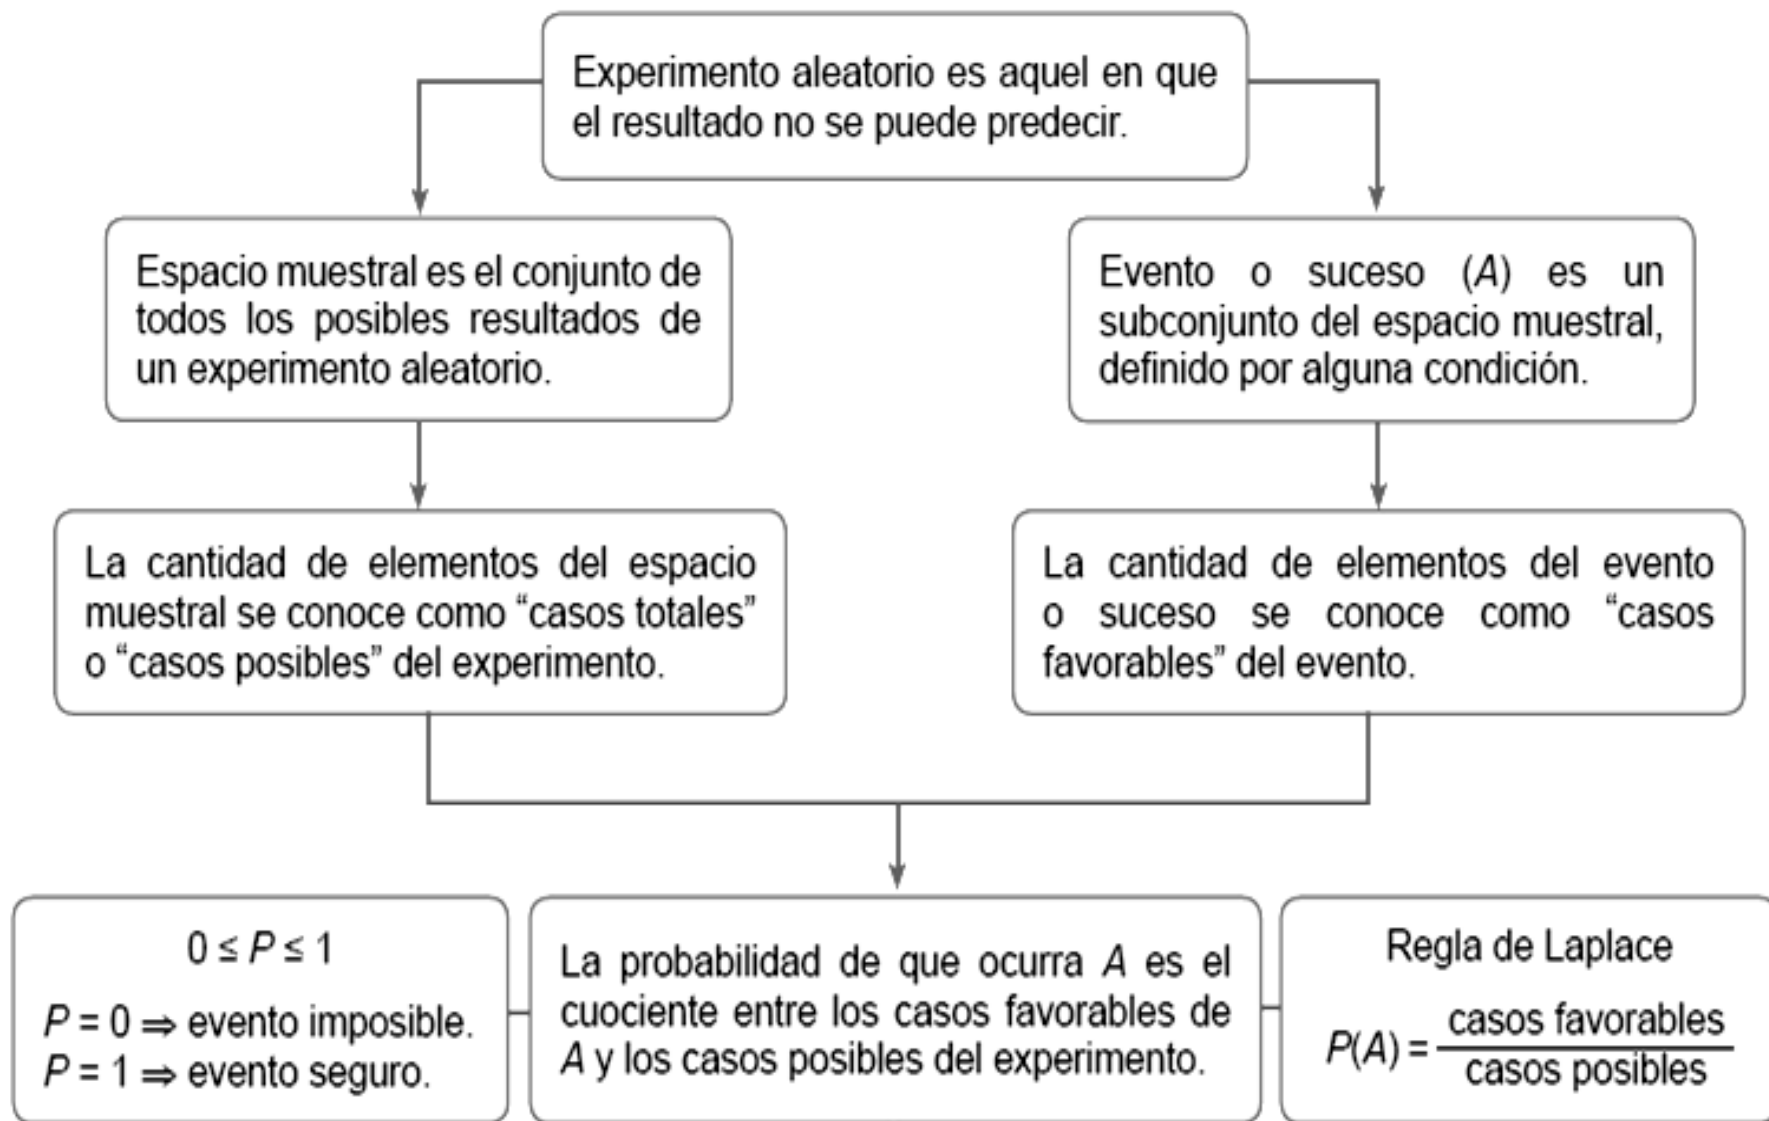 Experimento aleatorio es aquel en que
el resultado no se puede predecir.
Espacio muestral es el conjunto de
todos los posibles resultados de
un experimento aleatorio.
Evento o suceso (A) es un
subconjunto del espacio muestral,
definido por alguna condición.
La cantidad de elementos del espacio
muestral se conoce como “casos totales”
o “casos posibles” del experimento.
La cantidad de elementos del evento
o suceso se conoce como “casos
favorables” del evento.
0 ≤ P ≤ 1
P = 0 ⇒ evento imposible.
P = 1 ⇒ evento seguro.
La probabilidad de que ocurra A es el
cuociente entre los casos favorables de
A y los casos posibles del experimento.
Regla de Laplace
P(A) = casos favorables
casos posibles